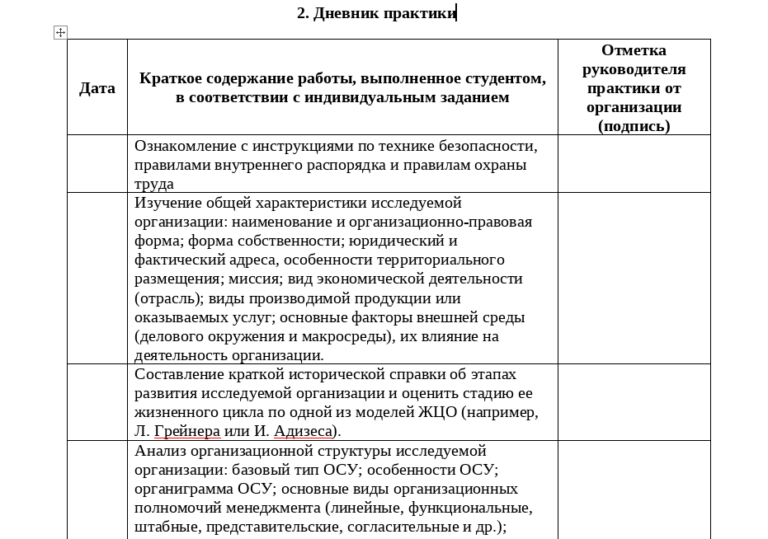 2. Дневник практики
Дата
Краткое содержание работы, выполненное студентом,
в соответствии с индивидуальным заданием
Отметка
руководителя
практики от
организации
(подпись)
Ознакомление с инструкциями по технике безопасности,
правилами внутреннего распорядка и правилам охраны
труда
Изучение общей характеристики исследуемой
организации: наименование и организационно-правовая
форма; форма собственности; юридический и
фактический адреса, особенности территориального
размещения; миссия; вид экономической деятельности
(отрасль); виды производимой продукции или
оказываемых услуг; основные факторы внешней среды
(делового окружения и макросреды), их влияние на
деятельность организации.
Составление краткой исторической справки об этапах
развития исследуемой организации и оценить стадию ее
жизненного цикла по одной из моделей ЖЦО (например,
Л. Грейнера или И. Адизеса).
Анализ организационной структуры исследуемой
организации: базовый тип ОСУ; особенности ОСУ;
органиграмма ОСУ; основные виды организационных
полномочий менеджмента (линейные, функциональные,
штабные, представительские, согласительные и др.);